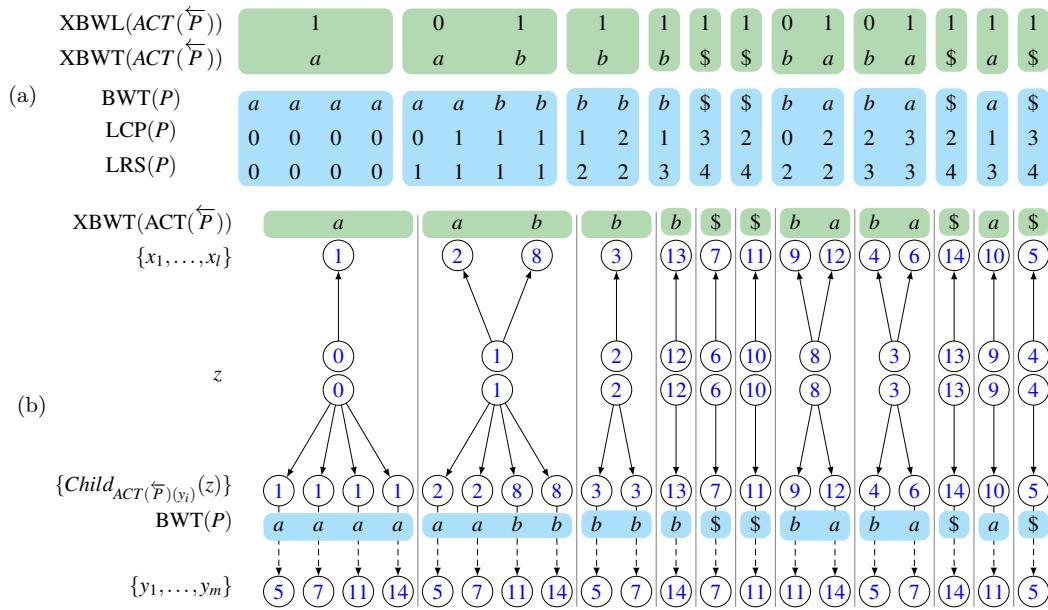 XBWL(ACT(P⃖)) 1 0 1 1 1 1 1 0 1 0 1 1 1 1
XBWT(ACT(P⃖)) a a b b b $ $ b a b a $ a $
(a)
BWT(P) a a a a a a b b b b b $ $ b a b a $ a $
LCP(P) 0 0 0 0 0 1 1 1 1 2 1 3 2 0 2 2 3 2 1 3
LRS(P) 0 0 0 0 1 1 1 1 2 2 3 4 4 2 2 3 3 4 3 4
XBWT(ACT(P⃖)) a a b b b $ $ b a b a $ a $
{x₁,...,xₗ} 1 2 8 3 13 7 11 9 12 4 6 14 10 5
0 1 2 12 6 10 8 3 13 9 4
z
(b)
0 1 2 12 6 10 8 3 13 9 4
{Child_{ACT(P⃖)(y_i)}(z)} 1 1 1 1 2 2 8 8 3 3 13 7 11 9 12 4 6 14 10 5
BWT(P) a a a a a a b b b b b $ $ b a b a $ a $
{y₁,...,yₘ} 5 7 11 14 5 7 11 14 5 7 14 7 11 11 14 5 7 14 11 5